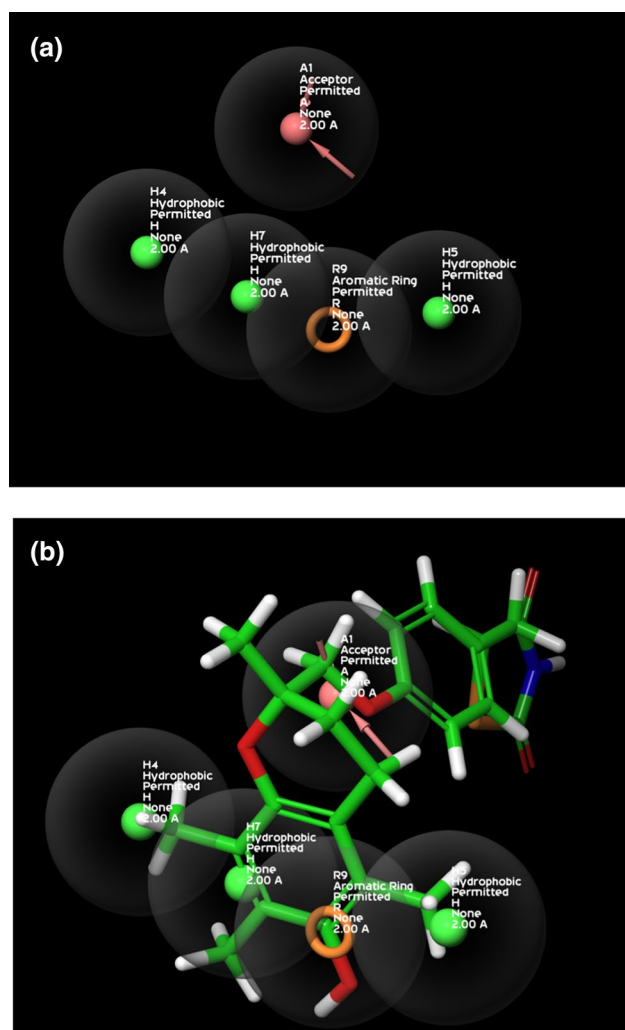 (a)
A1
Acceptor
Permitted
A
None
2.00 A
H4
Hydrophobic
Permitted
H
None
2.00 A
H7
Hydrophobic
Permitted
H
None
2.00 A
R9
Aromatic Ring
Permitted
R
None
2.00 A
H5
Hydrophobic
Permitted
H
None
2.00 A
(b)
A1
Acceptor
Permitted
A
None
2.00 A
H4
Hydrophobic
Permitted
H
None
2.00 A
H7
Hydrophobic
Permitted
H
None
2.00 A
R9
Aromatic Ring
Permitted
R
None
2.00 A
H5
Hydrophobic
Permitted
H
None
2.00 A